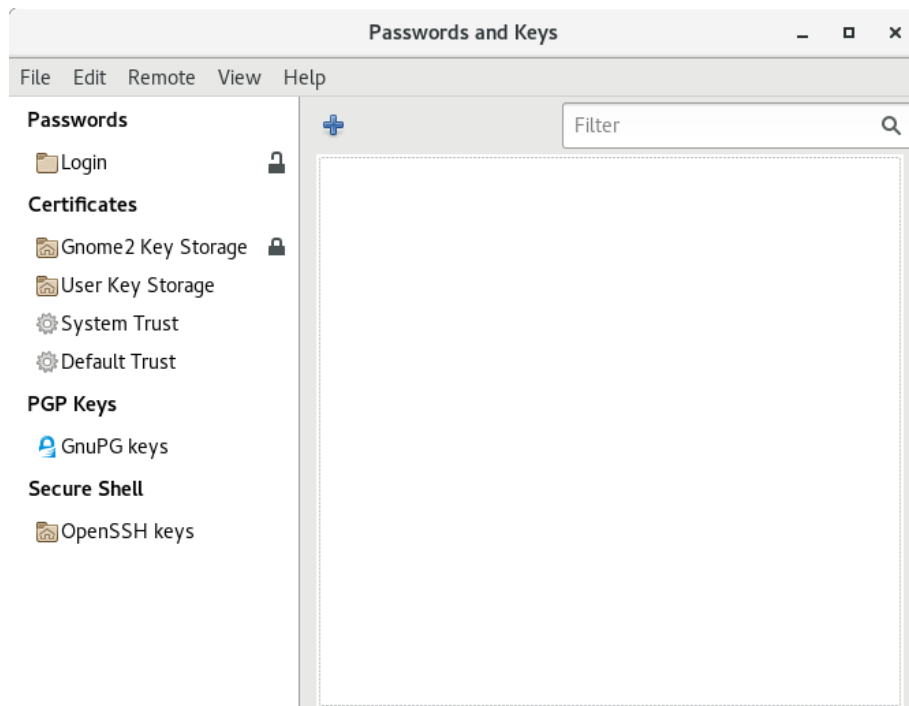 Passwords and Keys
File Edit Remote View Help
Passwords
Filter
Login
Certificates
Gnome2 Key Storage
User Key Storage
System Trust
Default Trust
PGP Keys
GnuPG keys
Secure Shell
OpenSSH keys